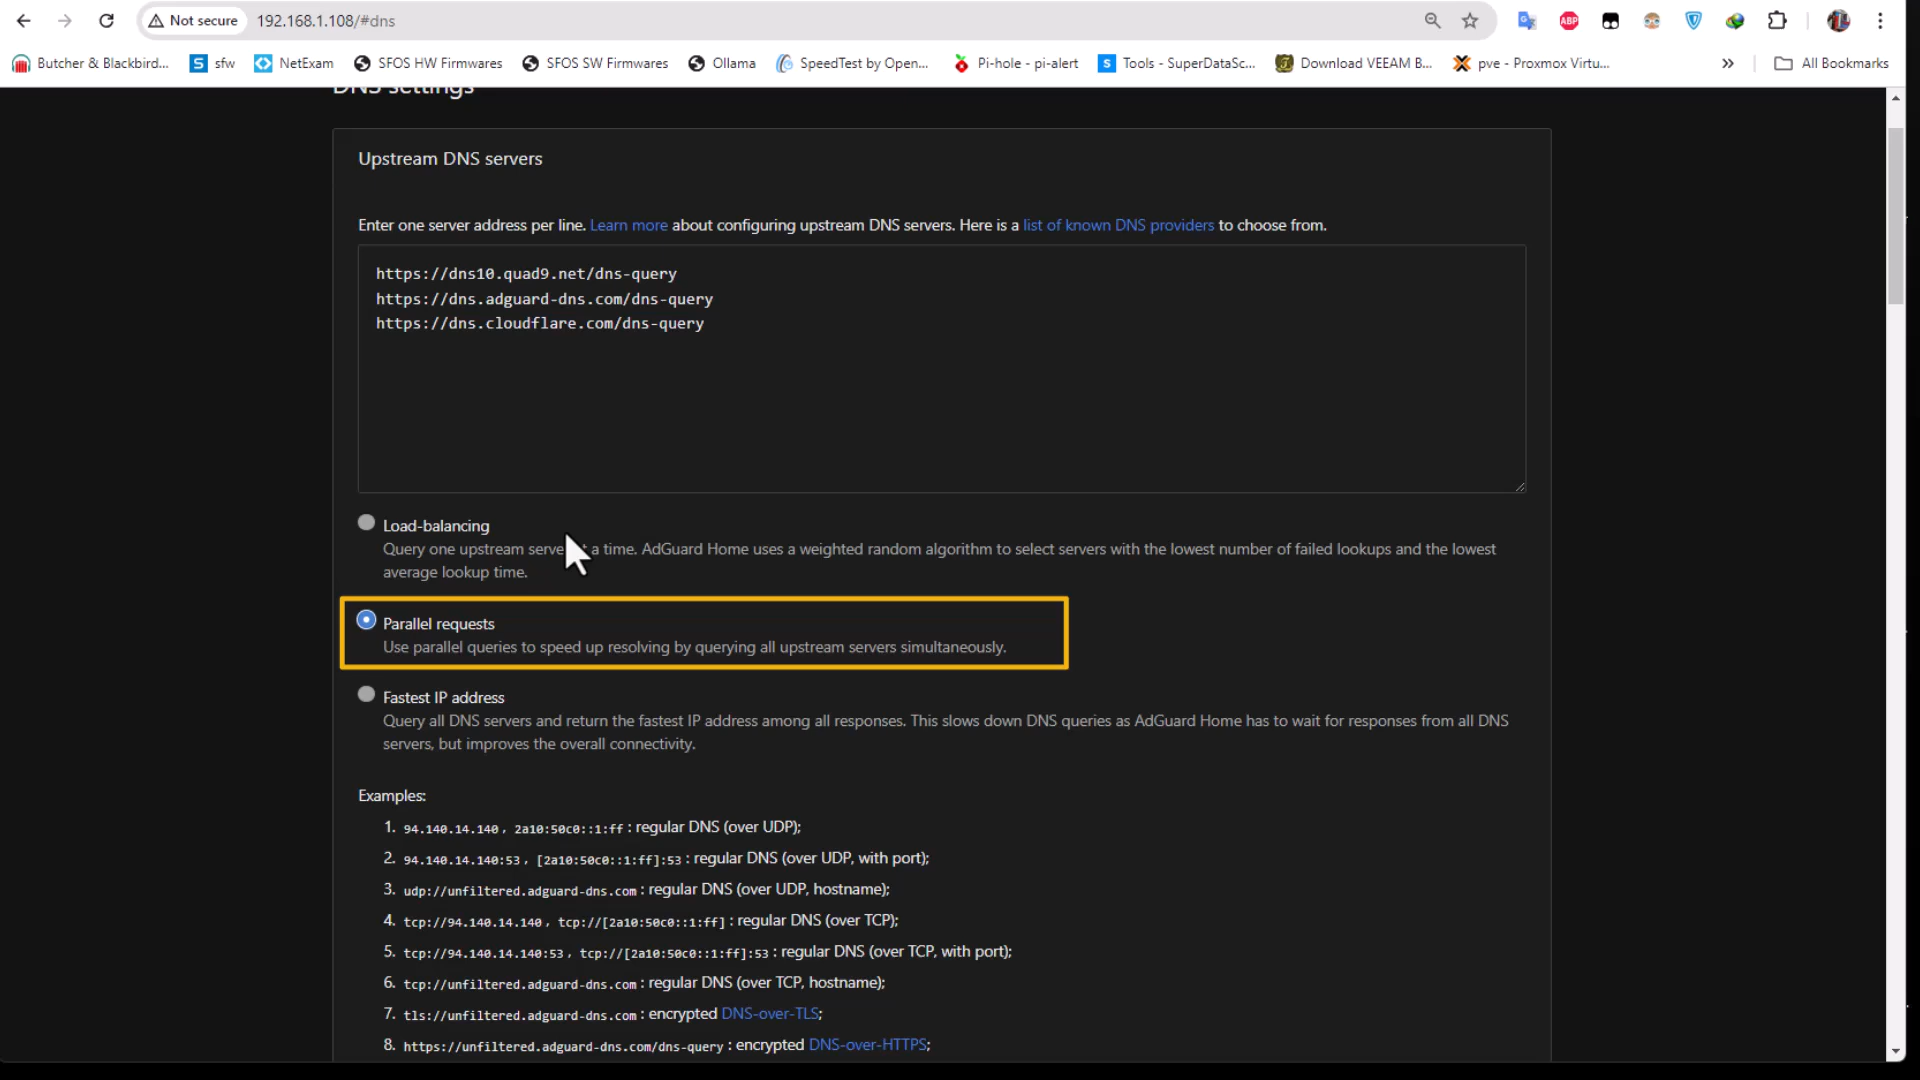 Not secure
192.168.1.108/#dns
ABP
Butcher & Blackbird...
S
sfw
NetExam
SFOS HW Firmwares
SFOS SW Firmwares
Ollama
SpeedTest by Open...
Pi-hole - pi-alert
S
Tools - SuperDataSc...
Download VEEAM B...
pve - Proxmox Virtu...
»
All Bookmarks
DNS settings
Upstream DNS servers
Enter one server address per line. Learn more about configuring upstream DNS servers. Here is a list of known DNS providers to choose from.
https://dns10.quad9.net/dns-query
https://dns.adguard-dns.com/dns-query
https://dns.cloudflare.com/dns-query
Load-balancing
Query one upstream serve t a time. AdGuard Home uses a weighted random algorithm to select servers with the lowest number of failed lookups and the lowest
average lookup time.
Parallel requests
Use parallel queries to speed up resolving by querying all upstream servers simultaneously.
Fastest IP address
Query all DNS servers and return the fastest IP address among all responses. This slows down DNS queries as AdGuard Home has to wait for responses from all DNS
servers, but improves the overall connectivity.
Examples:
1. 94.140.14.140, 2a10:50c0::1:ff : regular DNS (over UDP);
2. 94.140.14.140:53, [2a10:50c0::1:ff]:53 : regular DNS (over UDP, with port);
3. udp://unfiltered.adguard-dns.com : regular DNS (over UDP, hostname);
4. tcp://94.140.14.140, tcp://[2a10:50c0::1:ff] : regular DNS (over TCP);
5. tcp://94.140.14.140:53, tcp://[2a10:50c0::1:ff]:53 : regular DNS (over TCP, with port);
6. tcp://unfiltered.adguard-dns.com : regular DNS (over TCP, hostname);
7. tls://unfiltered.adguard-dns.com : encrypted DNS-over-TLS;
8. https://unfiltered.adguard-dns.com/dns-query : encrypted DNS-over-HTTPS;